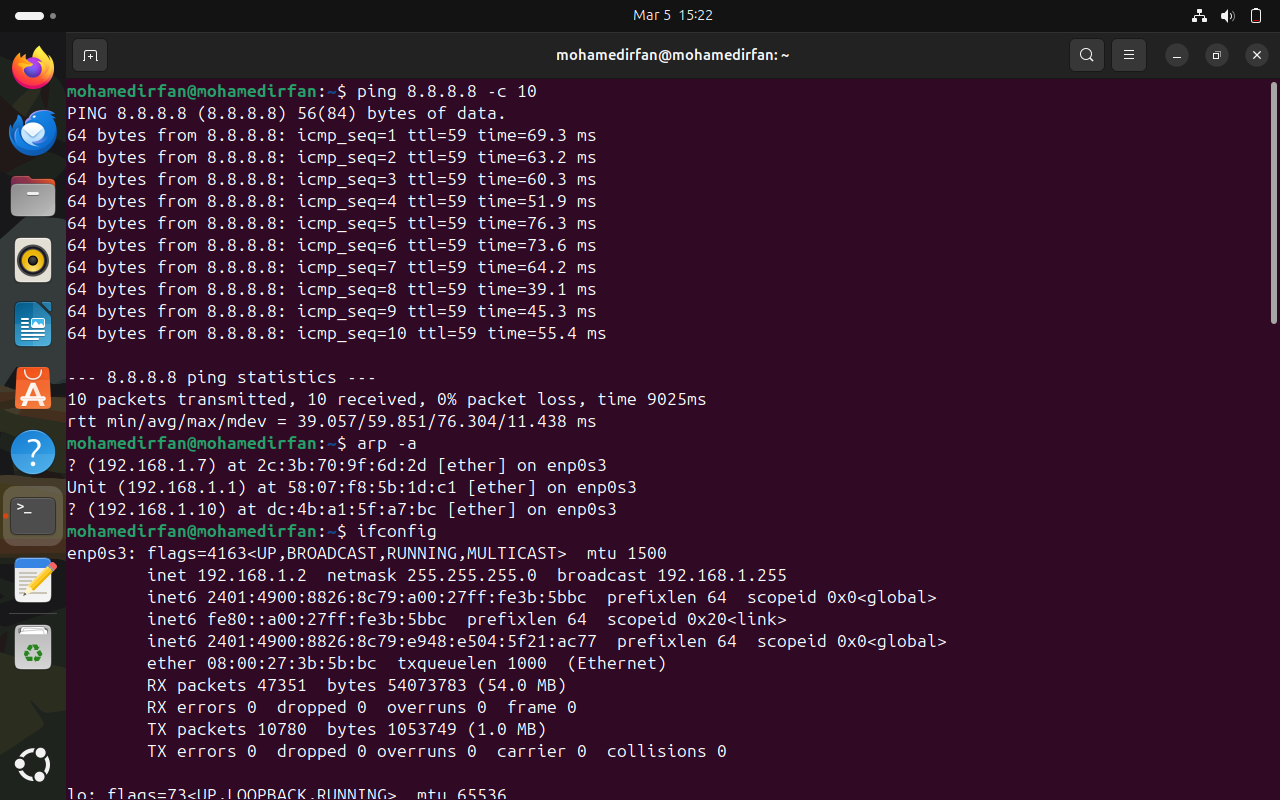 Mar 5 15:22
mohamedirfan@mohamedirfan: ~
mohamedirfan@mohamedirfan:~$ ping 8.8.8.8 -c 10
PING 8.8.8.8 (8.8.8.8) 56(84) bytes of data.
64 bytes from 8.8.8.8: icmp_seq=1 ttl=59 time=69.3 ms
64 bytes from 8.8.8.8: icmp_seq=2 ttl=59 time=63.2 ms
64 bytes from 8.8.8.8: icmp_seq=3 ttl=59 time=60.3 ms
64 bytes from 8.8.8.8: icmp_seq=4 ttl=59 time=51.9 ms
64 bytes from 8.8.8.8: icmp_seq=5 ttl=59 time=76.3 ms
64 bytes from 8.8.8.8: icmp_seq=6 ttl=59 time=73.6 ms
64 bytes from 8.8.8.8: icmp_seq=7 ttl=59 time=64.2 ms
64 bytes from 8.8.8.8: icmp_seq=8 ttl=59 time=39.1 ms
64 bytes from 8.8.8.8: icmp_seq=9 ttl=59 time=45.3 ms
64 bytes from 8.8.8.8: icmp_seq=10 ttl=59 time=55.4 ms
--- 8.8.8.8 ping statistics ---
10 packets transmitted, 10 received, 0% packet loss, time 9025ms
rtt min/avg/max/mdev = 39.057/59.851/76.304/11.438 ms
mohamedirfan@mohamedirfan:~$ arp -a
? (192.168.1.7) at 2c:3b:70:9f:6d:2d [ether] on enp0s3
Unit (192.168.1.1) at 58:07:f8:5b:1d:c1 [ether] on enp0s3
? (192.168.1.10) at dc:4b:a1:5f:a7:bc [ether] on enp0s3
mohamedirfan@mohamedirfan:~$ ifconfig
enp0s3: flags=4163<UP,BROADCAST,RUNNING,MULTICAST>  mtu 1500
        inet 192.168.1.2  netmask 255.255.255.0  broadcast 192.168.1.255
        inet6 2401:4900:8826:8c79:a00:27ff:fe3b:5bbc  prefixlen 64  scopeid 0x0<global>
        inet6 fe80::a00:27ff:fe3b:5bbc  prefixlen 64  scopeid 0x20<link>
        inet6 2401:4900:8826:8c79:e948:e504:5f21:ac77  prefixlen 64  scopeid 0x0<global>
        ether 08:00:27:3b:5b:bc  txqueuelen 1000  (Ethernet)
        RX packets 47351  bytes 54073783 (54.0 MB)
        RX errors 0  dropped 0  overruns 0  frame 0
        TX packets 10780  bytes 1053749 (1.0 MB)
        TX errors 0  dropped 0 overruns 0  carrier 0  collisions 0
lo: flags=73<UP,LOOPBACK,RUNNING>  mtu 65536